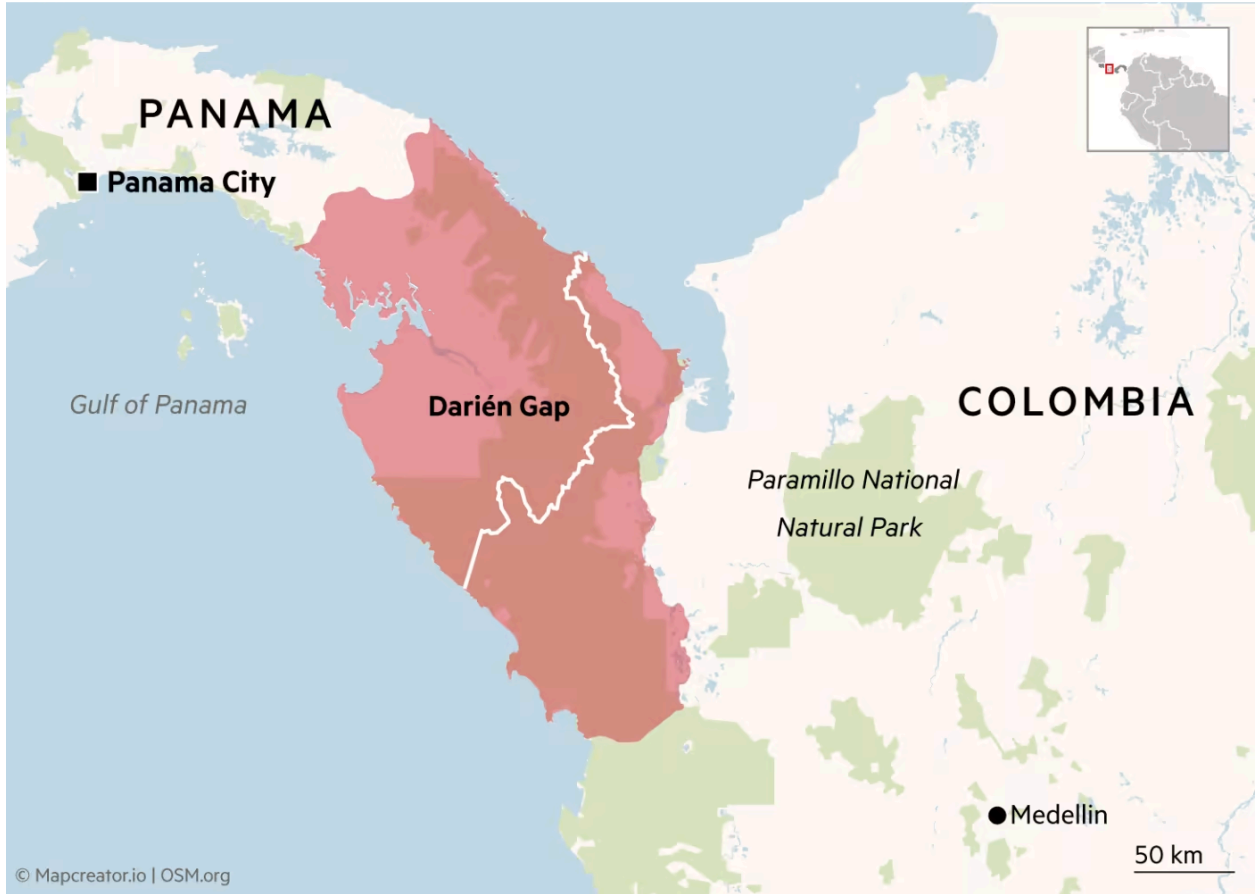 PANAMA
Panama City
Gulf of Panama
Darién Gap
COLOMBIA
Paramillo National
Natural Park
Medellin
50 km
© Mapcreator.io | OSM.org